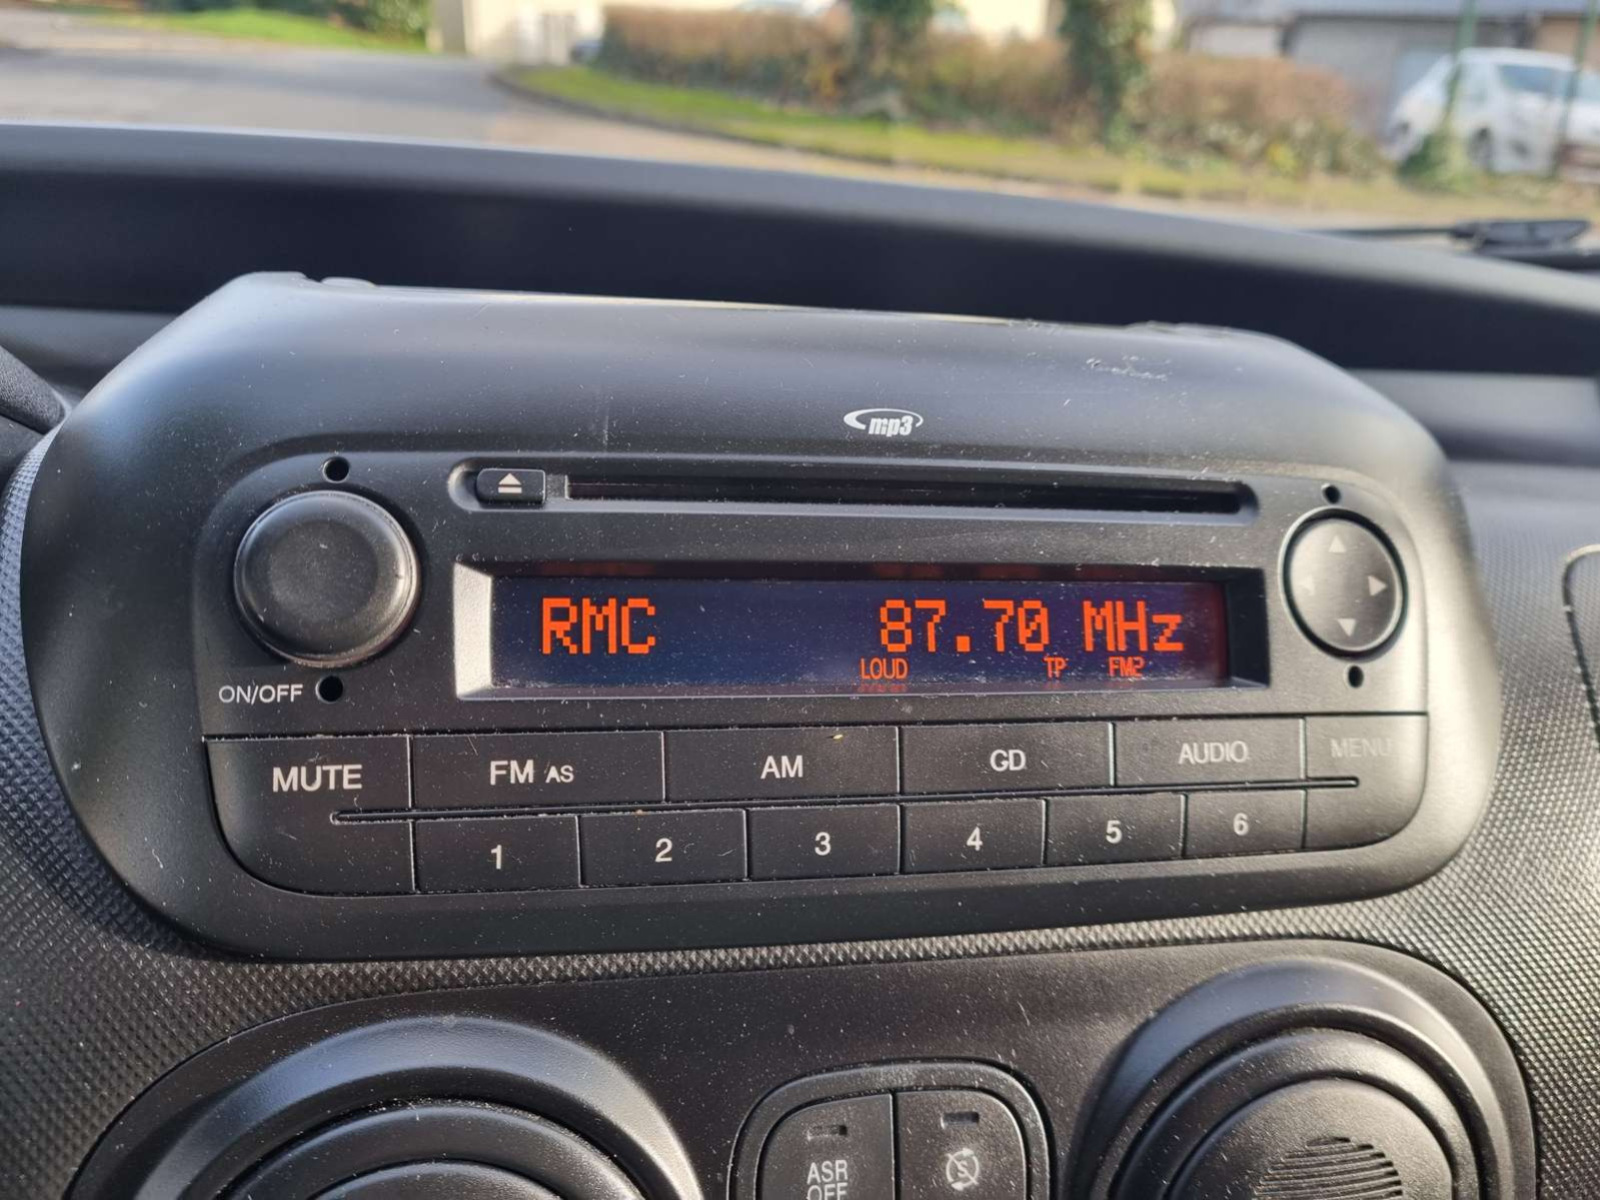 mp3
RMC 87.70 MHz
LOUD TP FM2
ON/OFF
MUTE FM AS AM CD AUDIO MENU
1 2 3 4 5 6
ASR
OFF
S